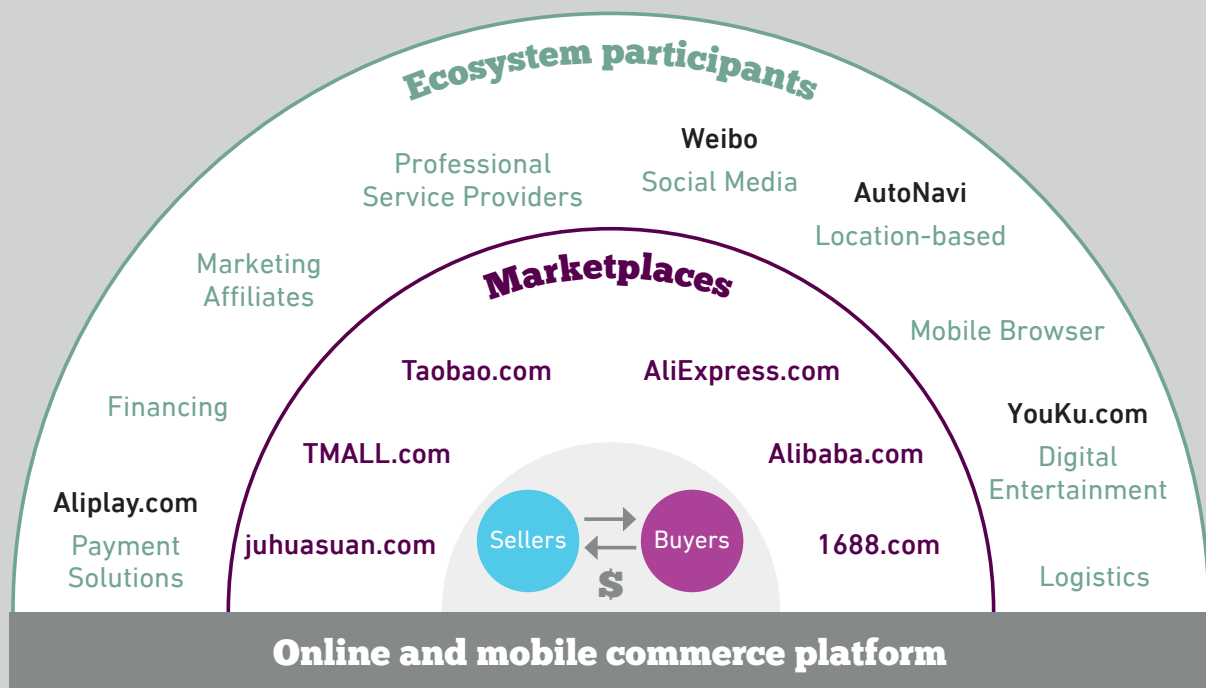 Ecosystem participants
Weibo
Social Media
Professional
Service Providers
AutoNavi
Location-based
Marketing
Affiliates
Mobile Browser
Financing
YouKu.com
Digital
Entertainment
Aliplay.com
Payment
Solutions
Logistics
Marketplaces
Taobao.com
AliExpress.com
TMALL.com
Alibaba.com
juhuasuan.com
1688.com
Sellers
Buyers
$
Online and mobile commerce platform